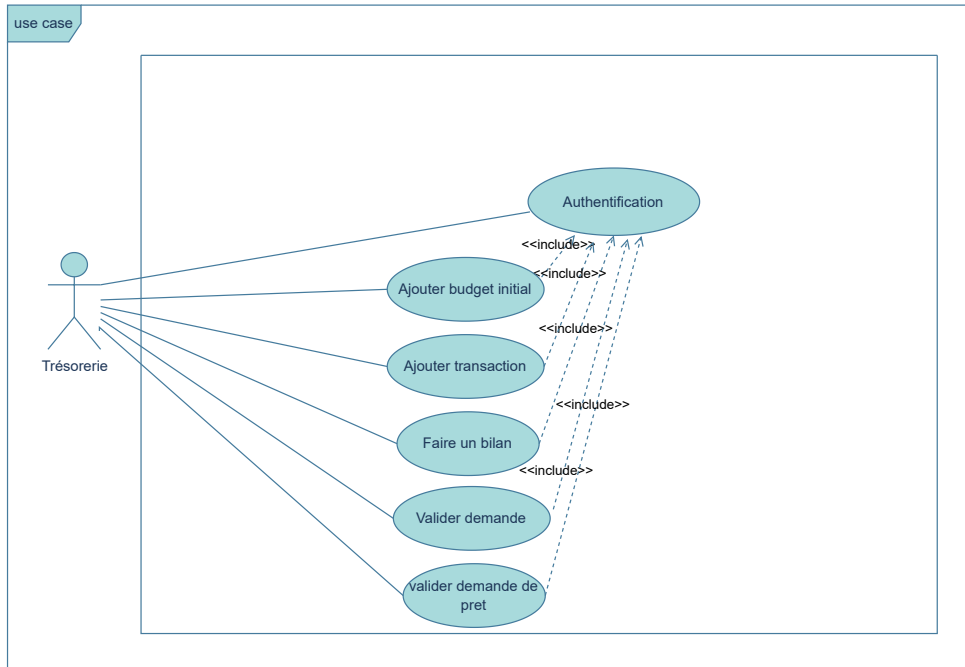 use case
Authentification
<<include>>
<<include>>
Ajouter budget initial
<<include>>
Ajouter transaction
Trésorerie
<<include>>
Faire un bilan
<<include>>
Valider demande
valider demande de
pret